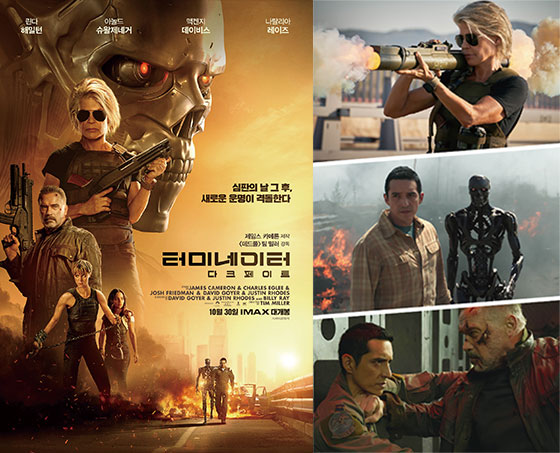 린다 아놀드 맥켄지 나탈리아
해밀턴 슈왈제네거 데이비스 레이즈
심판의 날 그 후,
새로운 운명이 격돌한다
제임스 카메론 제작
<데드풀> 팀 밀러 감독
터미네이터
다크페이트
JAMES CAMERON & CHARLES EGLEE &
JOSH FRIEDMAN & DAVID GOYER & JUSTIN RHODES
DAVID GOYER & JUSTIN RHODES AND BILLY RAY
TIM MILLER
10월 30일 IMAX 대개봉